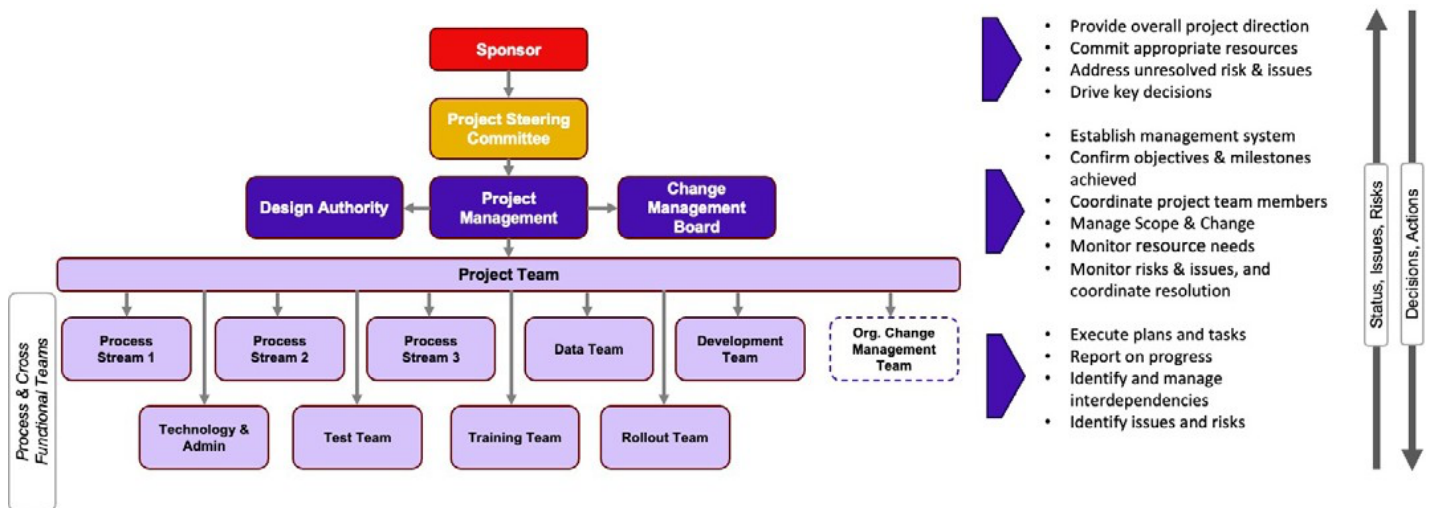 Sponsor
Project Steering
Committee
Design Authority
Project
Management
Change
Management
Board
Project Team
Process & Cross
Functional Teams
Process
Stream 1
Process
Stream 2
Process
Stream 3
Data Team
Development
Team
Org. Change
Management
Team
Technology &
Admin
Test Team
Training Team
Rollout Team
• Provide overall project direction
• Commit appropriate resources
• Address unresolved risk & issues
• Drive key decisions
• Establish management system
• Confirm objectives & milestones
achieved
• Coordinate project team members
• Manage Scope & Change
• Monitor resource needs
• Monitor risks & issues, and
coordinate resolution
• Execute plans and tasks
• Report on progress
• Identify and manage
interdependencies
• Identify issues and risks
Status, Issues, Risks
Decisions, Actions